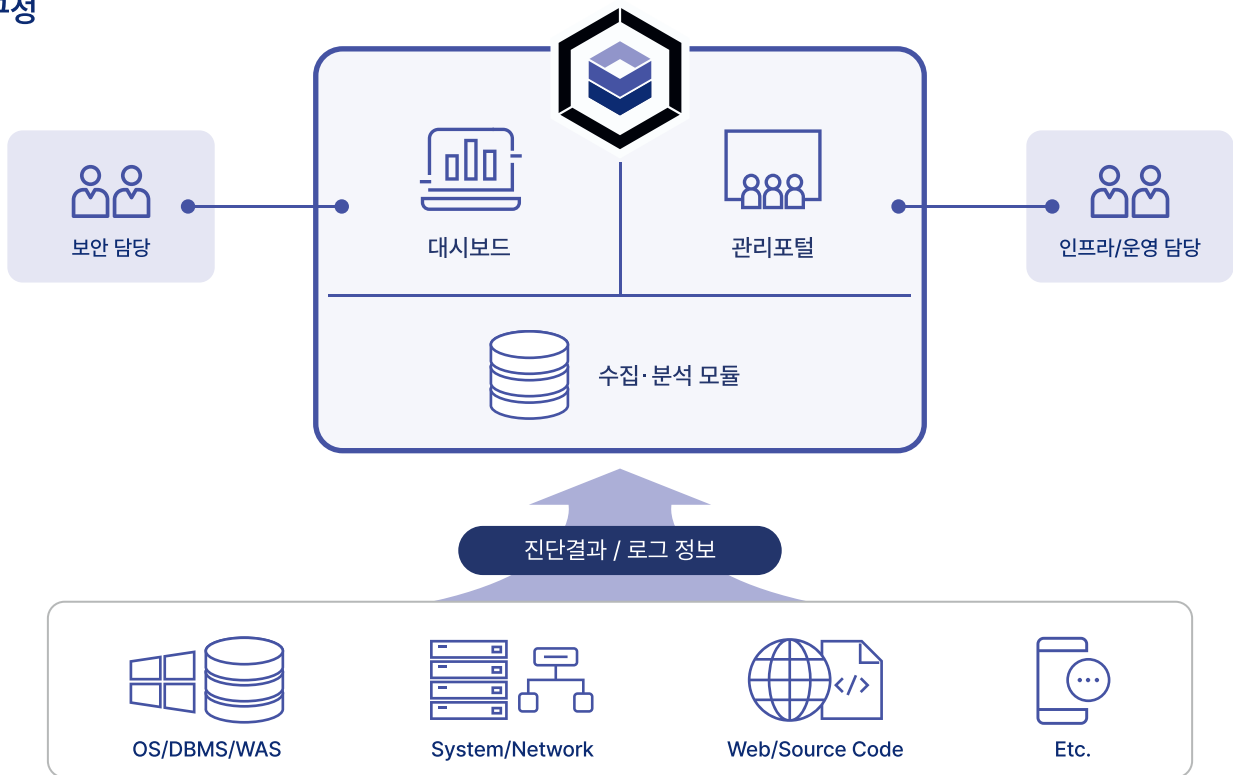 구성
보안 담당
대시보드
관리포털
인프라/운영 담당
수집·분석 모듈
진단결과 / 로그 정보
OS/DBMS/WAS
System/Network
Web/Source Code
Etc.